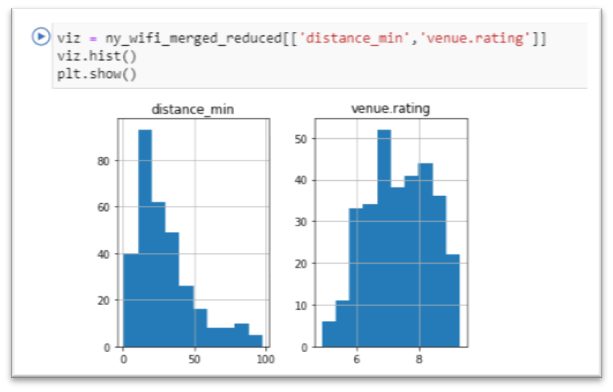 viz = ny_wifi_merged_reduced[['distance_min','venue.rating']]
viz.hist()
plt.show()
distance_min venue.rating
80
60
40
20
0
0 50 100
50
40
30
20
10
0
6 8